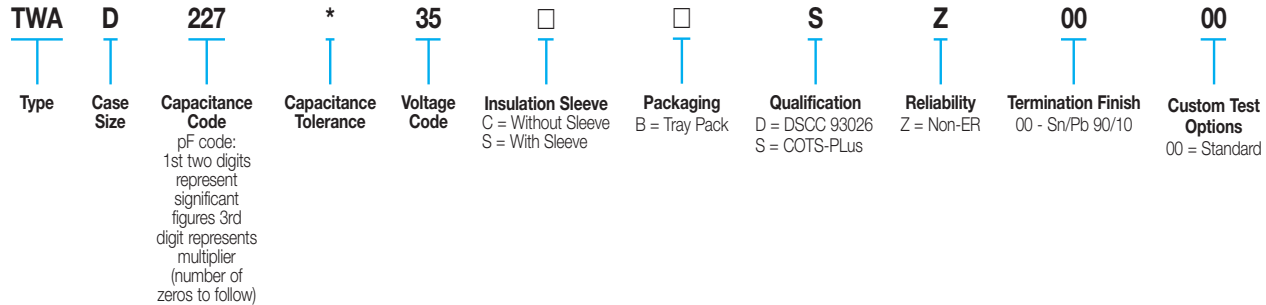 TWA D 227 * 35 □ □ S Z 00 00
Type
Case
Size
Capacitance
Code
pF code:
1st two digits
represent
significant
figures 3rd
digit represents
multiplier
(number of
zeros to follow)
Capacitance
Tolerance
Voltage
Code
Insulation Sleeve
C = Without Sleeve
S = With Sleeve
Packaging
B = Tray Pack
Qualification
D = DSCC 93026
S = COTS-PLus
Reliability
Z = Non-ER
Termination Finish
00 - Sn/Pb 90/10
Custom Test
Options
00 = Standard